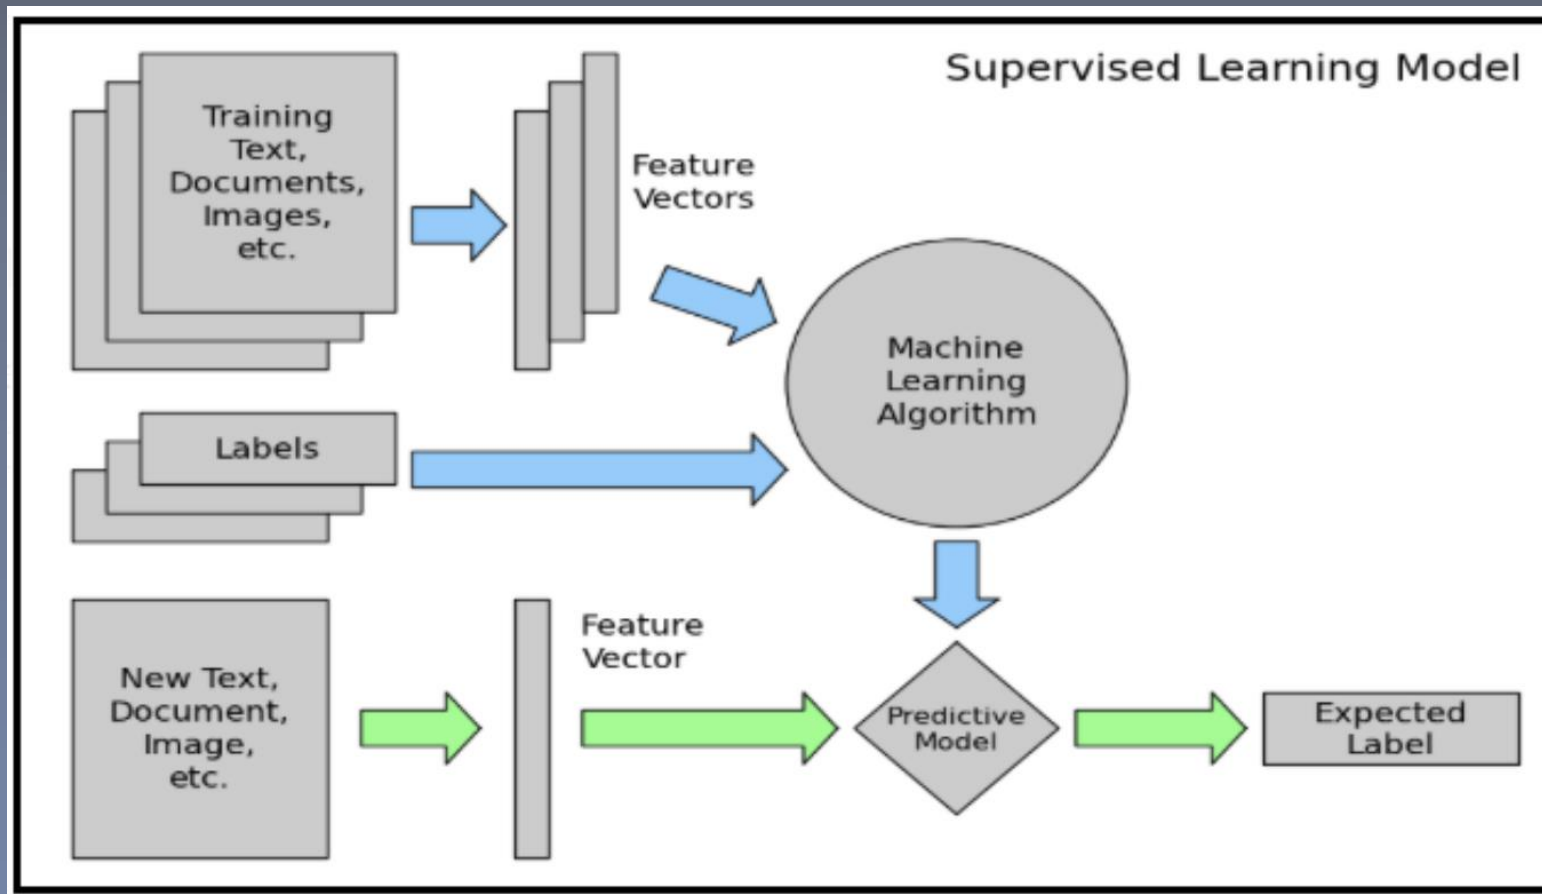 Supervised Learning Model
Training
Text,
Documents,
Images,
etc.
Feature
Vectors
Machine
Learning
Algorithm
Labels
New Text,
Document,
Image,
etc.
Feature
Vector
Predictive
Model
Expected
Label